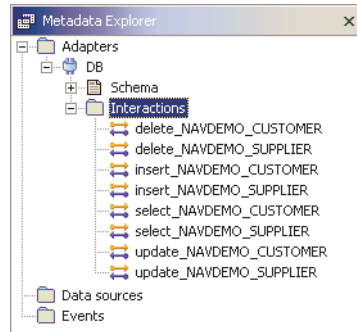 Metadata Explorer
Adapters
DB
Schema
Interactions
delete_NAVDEMO_CUSTOMER
delete_NAVDEMO_SUPPLIER
insert_NAVDEMO_CUSTOMER
insert_NAVDEMO_SUPPLIER
select_NAVDEMO_CUSTOMER
select_NAVDEMO_SUPPLIER
update_NAVDEMO_CUSTOMER
update_NAVDEMO_SUPPLIER
Data sources
Events